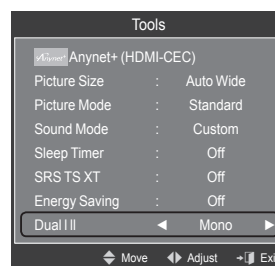 Tools
Anynet+ Anynet+ (HDMI-CEC)
Picture Size : Auto Wide
Picture Mode : Standard
Sound Mode : Custom
Sleep Timer : Off
SRS TS XT : Off
Energy Saving : Off
Dual I II ◄ Mono ►
Move Adjust Exi